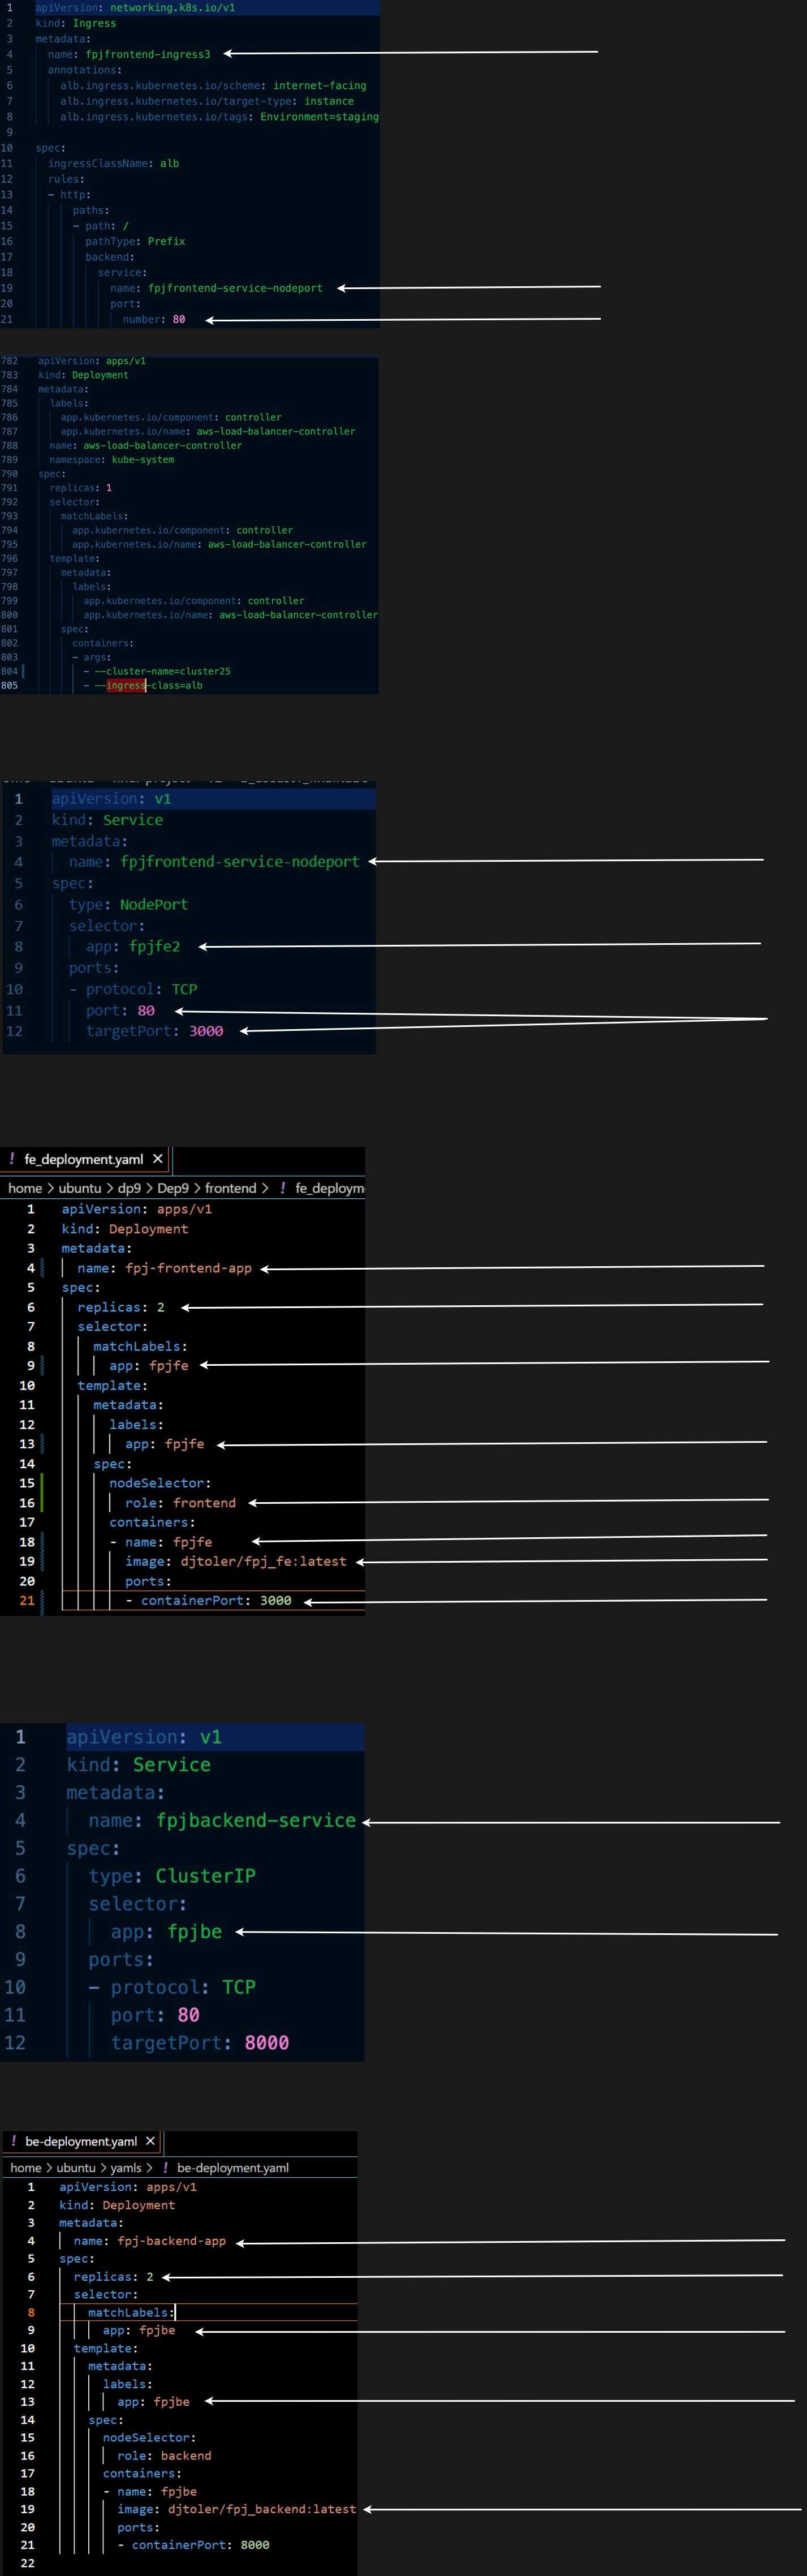 1 apiVersion: networking.k8s.io/v1
2 kind: Ingress
3 metadata:
4 name: fpjfrontend-ingress3
5 annotations:
6 alb.ingress.kubernetes.io/scheme: internet-facing
7 alb.ingress.kubernetes.io/target-type: instance
8 alb.ingress.kubernetes.io/tags: Environment=staging
9
10 spec:
11 ingressClassName: alb
12 rules:
13 - http:
14 paths:
15 - path: /
16 pathType: Prefix
17 backend:
18 service:
19 name: fpjfrontend-service-nodeport
20 port:
21 number: 80
782 apiVersion: apps/v1
783 kind: Deployment
784 metadata:
785 labels:
786 app.kubernetes.io/component: controller
787 app.kubernetes.io/name: aws-load-balancer-controller
788 name: aws-load-balancer-controller
789 namespace: kube-system
790 spec:
791 replicas: 1
792 selector:
793 matchLabels:
794 app.kubernetes.io/component: controller
795 app.kubernetes.io/name: aws-load-balancer-controller
796 template:
797 metadata:
798 labels:
799 app.kubernetes.io/component: controller
800 app.kubernetes.io/name: aws-load-balancer-controller
801 spec:
802 containers:
803 - args:
804 - --cluster-name=cluster25
805 - --ingress-class=alb
1 apiVersion: v1
2 kind: Service
3 metadata:
4 name: fpjfrontend-service-nodeport
5 spec:
6 type: NodePort
7 selector:
8 app: fpjfe2
9 ports:
10 - protocol: TCP
11 port: 80
12 targetPort: 3000
! fe_deployment.yaml ×
home > ubuntu > dp9 > Dep9 > frontend > ! fe_deploym
1 apiVersion: apps/v1
2 kind: Deployment
3 metadata:
4 name: fpj-frontend-app
5 spec:
6 replicas: 2
7 selector:
8 matchLabels:
9 app: fpjfe
10 template:
11 metadata:
12 labels:
13 app: fpjfe
14 spec:
15 nodeSelector:
16 role: frontend
17 containers:
18 - name: fpjfe
19 image: djtoler/fpj_fe:latest
20 ports:
21 - containerPort: 3000
1 apiVersion: v1
2 kind: Service
3 metadata:
4 name: fpjbackend-service
5 spec:
6 type: ClusterIP
7 selector:
8 app: fpjbe
9 ports:
10 - protocol: TCP
11 port: 80
12 targetPort: 8000
! be-deployment.yaml ×
home > ubuntu > yamls > ! be-deployment.yaml
1 apiVersion: apps/v1
2 kind: Deployment
3 metadata:
4 name: fpj-backend-app
5 spec:
6 replicas: 2
7 selector:
8 matchLabels:
9 app: fpjbe
10 template:
11 metadata:
12 labels:
13 app: fpjbe
14 spec:
15 nodeSelector:
16 role: backend
17 containers:
18 - name: fpjbe
19 image: djtoler/fpj_backend:latest
20 ports:
21 - containerPort: 8000
22